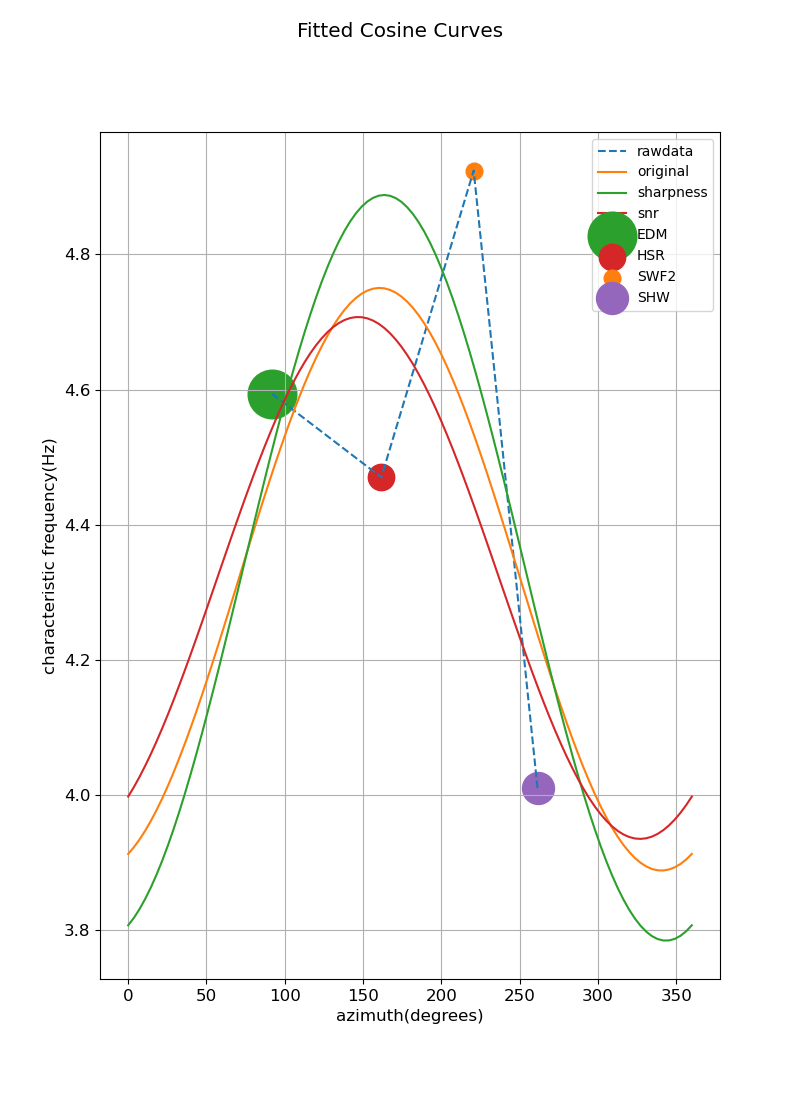 Fitted Cosine Curves
rawdata
original
sharpness
snr
EDM
HSR
SWF2
SHW
characteristic frequency(Hz)
4.8
4.6
4.4
4.2
4.0
3.8
0 50 100 150 200 250 300 350
azimuth(degrees)